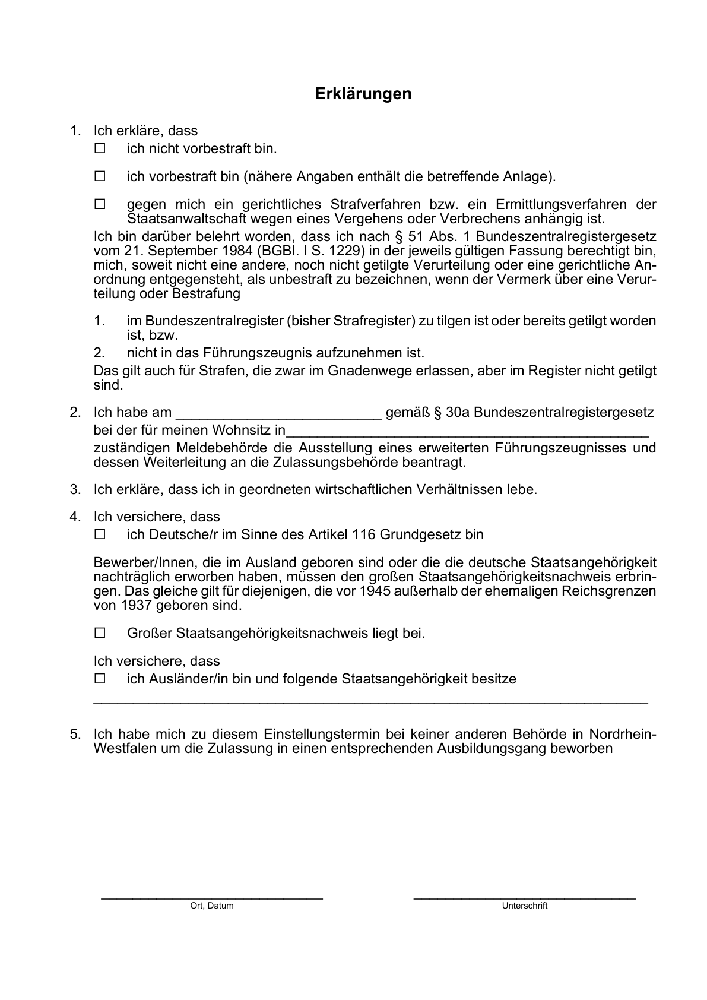 Erklärungen
1. Ich erkläre, dass
☐ ich nicht vorbestraft bin.
☐ ich vorbestraft bin (nähere Angaben enthält die betreffende Anlage).
☐ gegen mich ein gerichtliches Strafverfahren bzw. ein Ermittlungsverfahren der
Staatsanwaltschaft wegen eines Vergehens oder Verbrechens anhängig ist.
Ich bin darüber belehrt worden, dass ich nach § 51 Abs. 1 Bundeszentralregistergesetz
vom 21. September 1984 (BGBI. I S. 1229) in der jeweils gültigen Fassung berechtigt bin,
mich, soweit nicht eine andere, noch nicht getilgte Verurteilung oder eine gerichtliche An-
ordnung entgegensteht, als unbestraft zu bezeichnen, wenn der Vermerk über eine Verur-
teilung oder Bestrafung
1. im Bundeszentralregister (bisher Strafregister) zu tilgen ist oder bereits getilgt worden
ist, bzw.
2. nicht in das Führungszeugnis aufzunehmen ist.
Das gilt auch für Strafen, die zwar im Gnadenwege erlassen, aber im Register nicht getilgt
sind.
2. Ich habe am __________________________ gemäß § 30a Bundeszentralregistergesetz
bei der für meinen Wohnsitz in______________________________________________
zuständigen Meldebehörde die Ausstellung eines erweiterten Führungszeugnisses und
dessen Weiterleitung an die Zulassungsbehörde beantragt.
3. Ich erkläre, dass ich in geordneten wirtschaftlichen Verhältnissen lebe.
4. Ich versichere, dass
☐ ich Deutsche/r im Sinne des Artikel 116 Grundgesetz bin
Bewerber/Innen, die im Ausland geboren sind oder die die deutsche Staatsangehörigkeit
nachträglich erworben haben, müssen den großen Staatsangehörigkeitsnachweis erbrin-
gen. Das gleiche gilt für diejenigen, die vor 1945 außerhalb der ehemaligen Reichsgrenzen
von 1937 geboren sind.
☐ Großer Staatsangehörigkeitsnachweis liegt bei.
Ich versichere, dass
☐ ich Ausländer/in bin und folgende Staatsangehörigkeit besitze
______________________________________________________________________
5. Ich habe mich zu diesem Einstellungstermin bei keiner anderen Behörde in Nordrhein-
Westfalen um die Zulassung in einen entsprechenden Ausbildungsgang beworben
____________________________ ____________________________
Ort, Datum Unterschrift